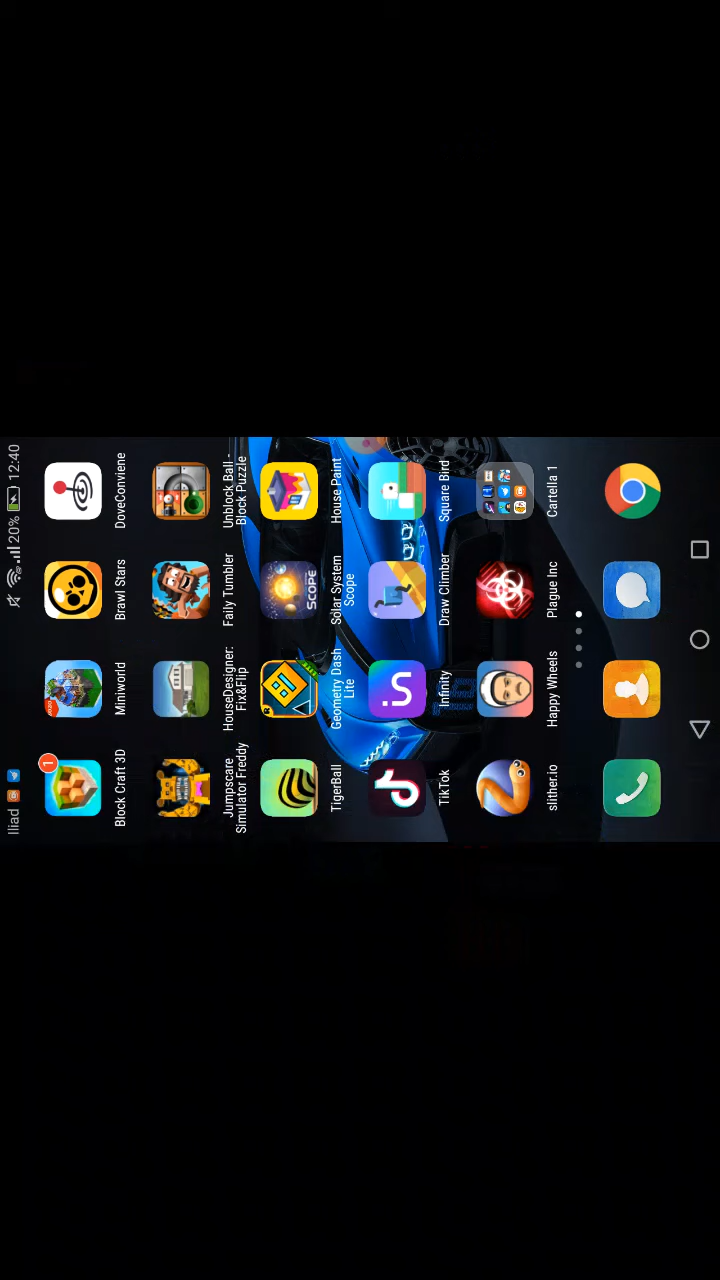 Iliad
20% 12:40
1
Block Craft 3D
Miniworld
Brawl Stars
DoveConviene
Jumpscare
Simulator Freddy
HouseDesigner:
Fix&Flip
Faily Tumbler
Unblock Ball -
Block Puzzle
SCOPE
TigerBall
Geometry Dash
Lite
Solar System
Scope
House Paint
TikTok
Infinity
Draw Climber
Square Bird
slither.io
Happy Wheels
Plague Inc
Cartella 1